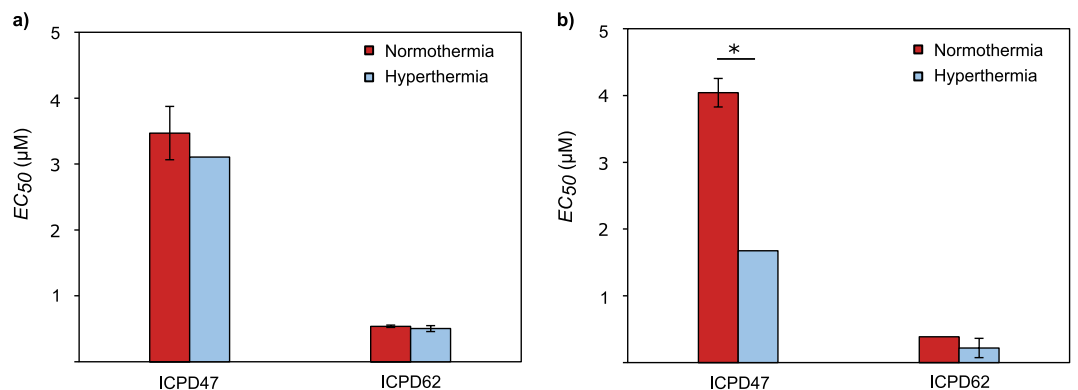 a)
5
4
3
2
1
EC50 (µM)
Normothermia
Hyperthermia
ICPD47
ICPD62
b)
5
4
3
2
1
EC50 (µM)
Normothermia
Hyperthermia
*
ICPD47
ICPD62